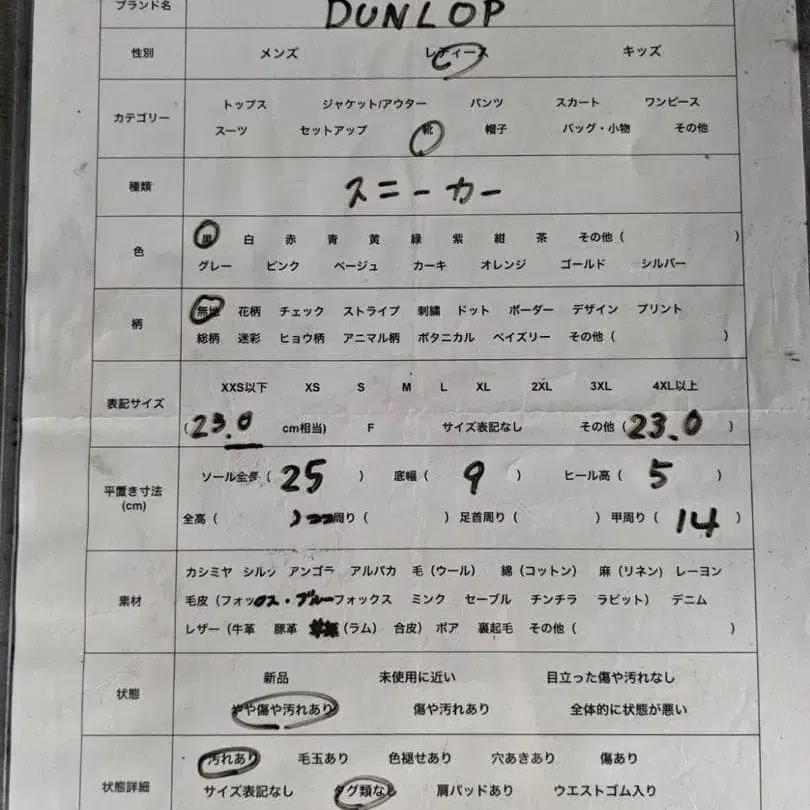 ブランド名 DUNLOP
性別 メンズ レディース キッズ
カテゴリー トップス ジャケット/アウター パンツ スカート ワンピース
スーツ セットアップ 靴 帽子 バッグ・小物 その他
種類 スニーカー
色 黒 白 赤 青 黄 緑 紫 紺 茶 その他( )
グレー ピンク ベージュ カーキ オレンジ ゴールド シルバー
柄 無地 花柄 チェック ストライプ 刺繍 ドット ボーダー デザイン プリント
総柄 迷彩 ヒョウ柄 アニマル柄 ボタニカル ペイズリー その他( )
表記サイズ XXS以下 XS S M L XL 2XL 3XL 4XL以上
(23.0 cm相当) F サイズ表記なし その他(23.0)
平置き寸法 (cm) ソール全長(25) 底幅(9) ヒール高(5)
全高( ) 周り( ) 足首周り( ) 甲周り(14)
素材 カシミヤ シルク アンゴラ アルパカ 毛(ウール) 綿(コットン) 麻(リネン) レーヨン
毛皮(フォックス・ブルーフォックス ミンク セーブル チンチラ ラビット) デニム
レザー(牛革 豚革 (ラム) 合皮) ボア 裏起毛 その他( )
状態 新品 未使用に近い 目立った傷や汚れなし
やや傷や汚れあり 傷や汚れあり 全体的に状態が悪い
状態詳細 汚れあり 毛玉あり 色褪せあり 穴あきあり 傷あり
サイズ表記なし タグ類なし 肩パッドあり ウエストゴム入り